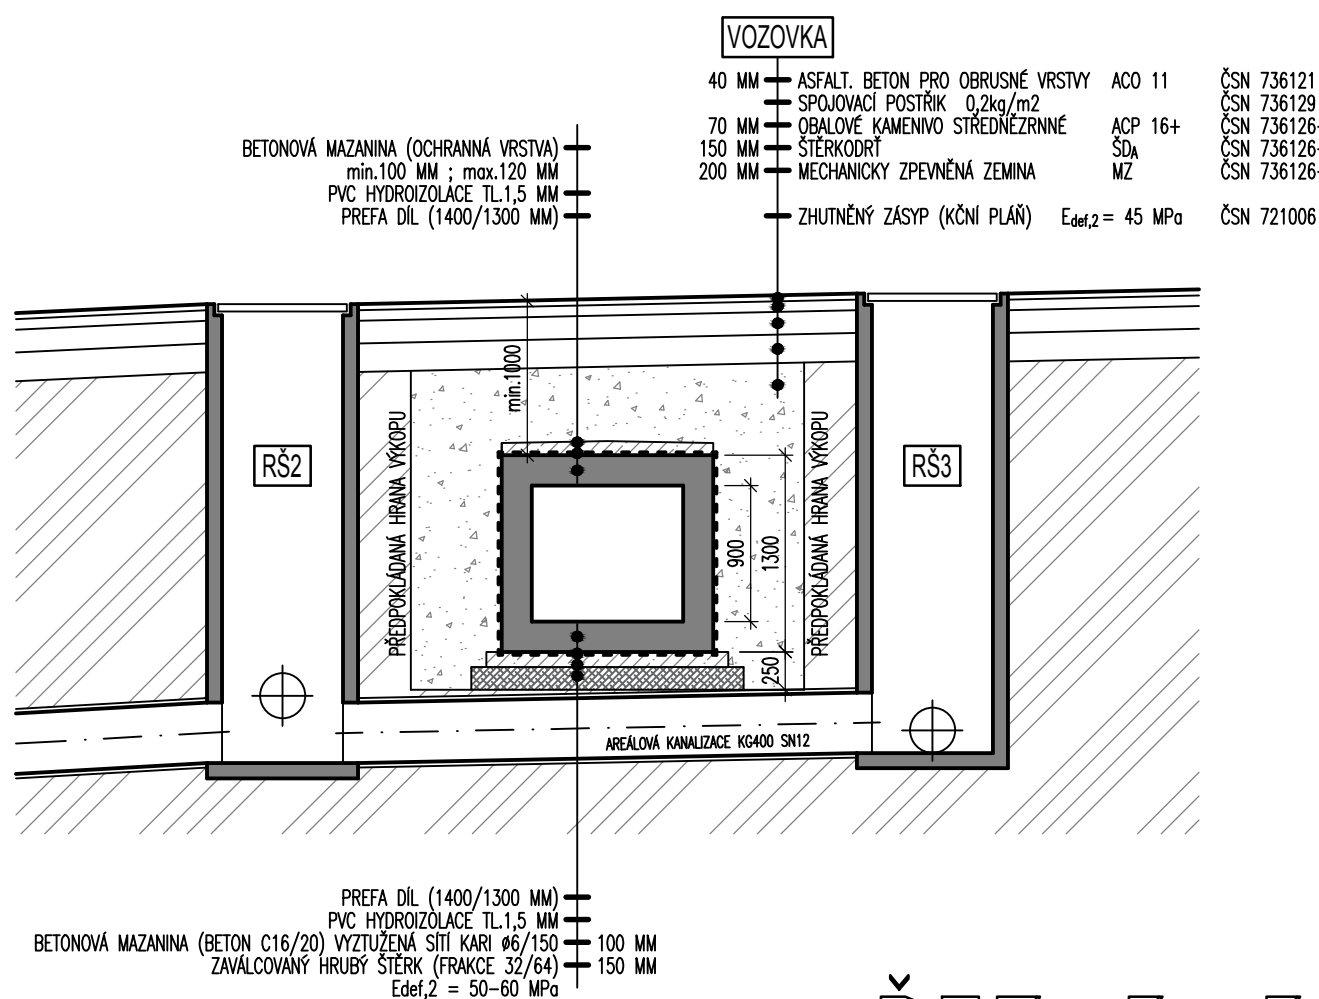 VOZOVKA
40 MM ASFALT. BETON PRO OBRUSNÉ VRSTVY ACO 11 ČSN 736121
SPOJOVACÍ POSTŘIK 0,2kg/m2 ČSN 736129
70 MM OBALOVÉ KAMENIVO STŘEDNĚZRNNÉ ACP 16+ ČSN 736126-
150 MM ŠTĚRKODRŤ ŠDA ČSN 736126-
200 MM MECHANICKY ZPEVNĚNÁ ZEMINA MZ ČSN 736126-
ZHUTNĚNÝ ZÁSYP (KČNÍ PLÁŇ) Edef,2 = 45 MPa ČSN 721006
BETONOVÁ MAZANINA (OCHRANNÁ VRSTVA)
min.100 MM ; max.120 MM
PVC HYDROIZOLACE TL.1,5 MM
PREFA DÍL (1400/1300 MM)
min.1000
RŠ2
RŠ3
PŘEDPOKLÁDANÁ HRANA VÝKOPU
PŘEDPOKLÁDANÁ HRANA VÝKOPU
900
1300
250
AREÁLOVÁ KANALIZACE KG400 SN12
PREFA DÍL (1400/1300 MM)
PVC HYDROIZOLACE TL.1,5 MM
BETONOVÁ MAZANINA (BETON C16/20) VYZTUŽENÁ SÍTÍ KARI ø6/150 100 MM
ZAVÁLCOVANÝ HRUBÝ ŠTĚRK (FRAKCE 32/64) 150 MM
Edef,2 = 50-60 MPa